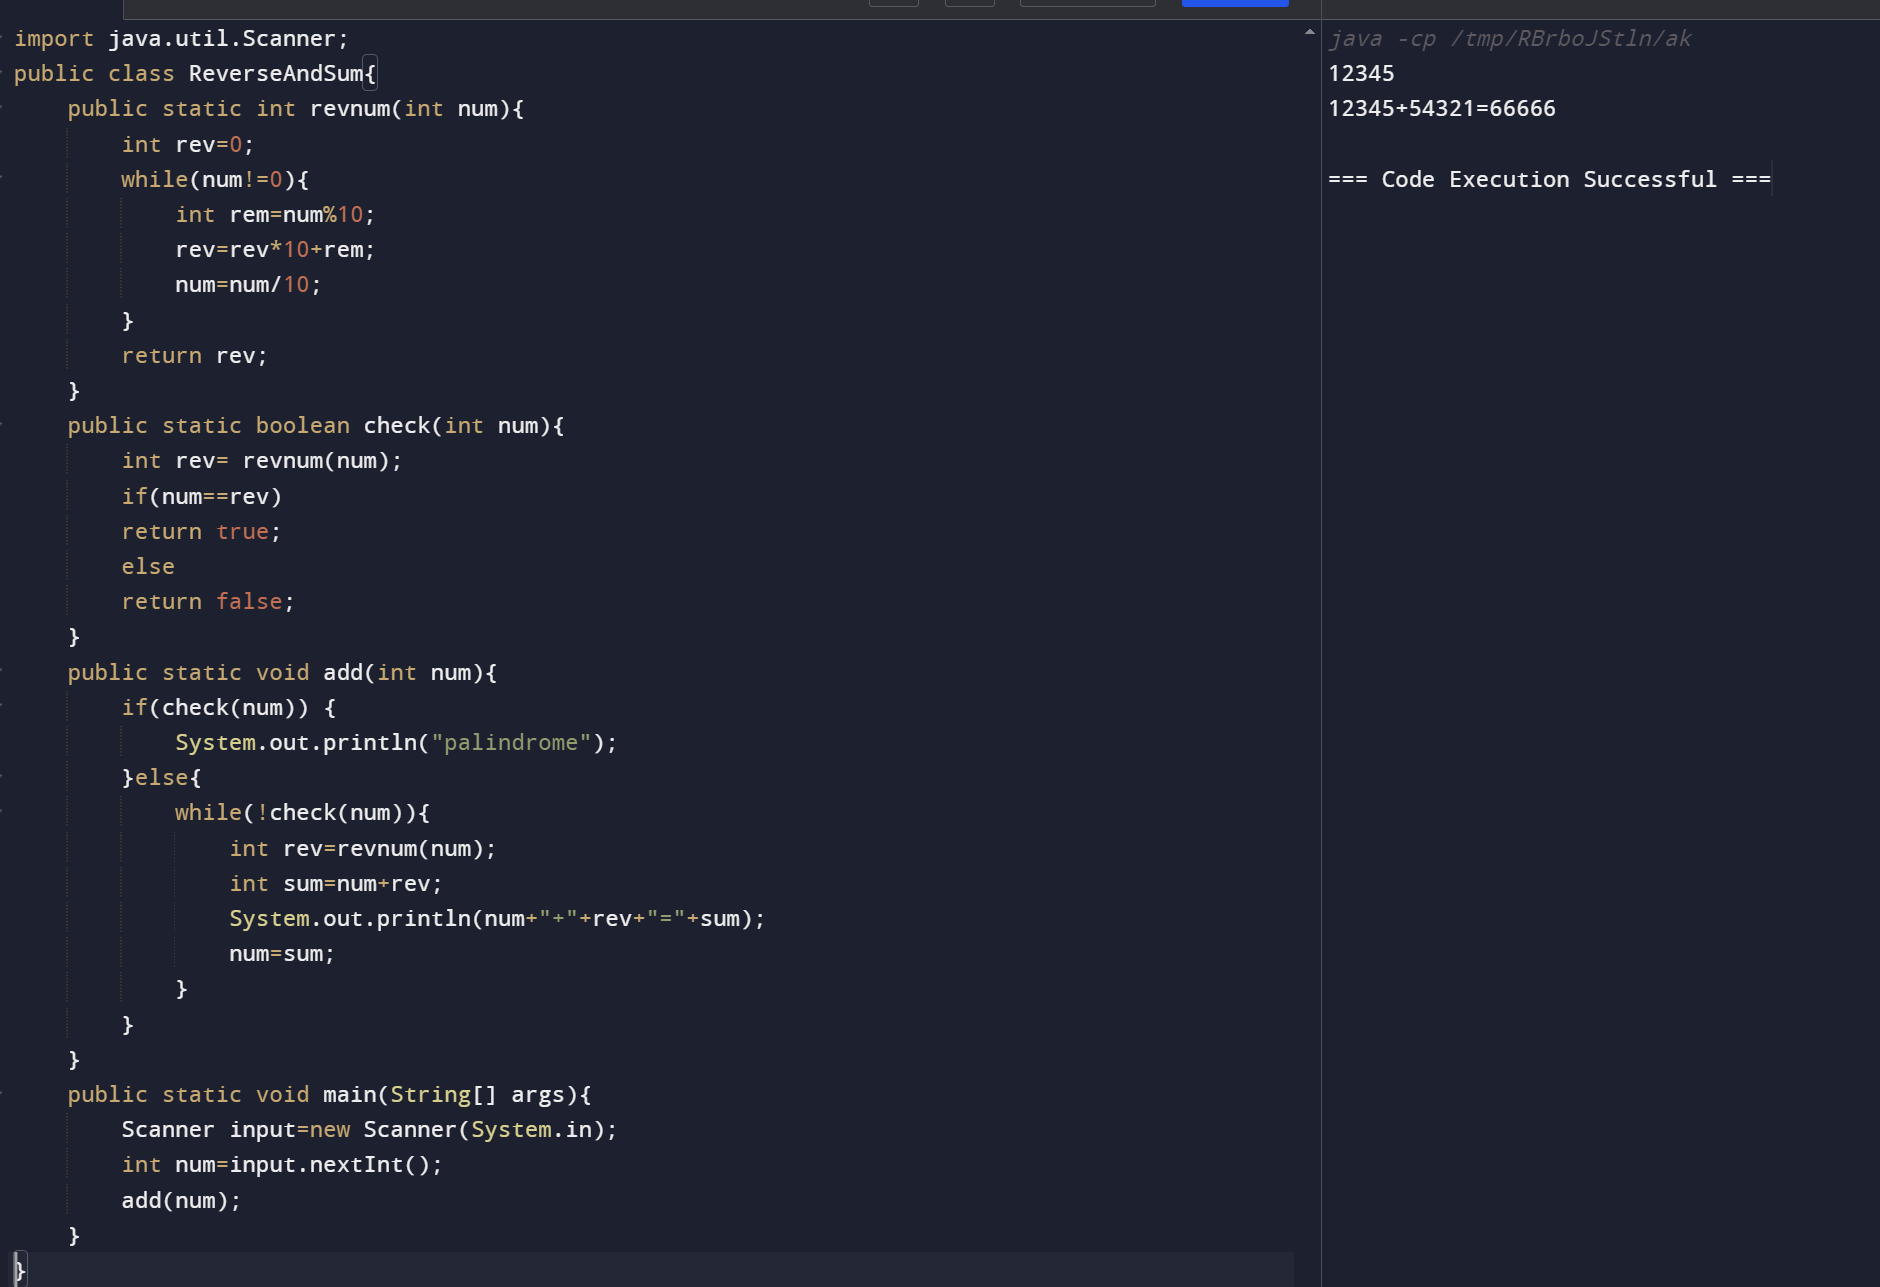 import java.util.Scanner;
public class ReverseAndSum{
    public static int revnum(int num){
        int rev=0;
        while(num!=0){
            int rem=num%10;
            rev=rev*10+rem;
            num=num/10;
        }
        return rev;
    }
    public static boolean check(int num){
        int rev= revnum(num);
        if(num==rev)
        return true;
        else
        return false;
    }
    public static void add(int num){
        if(check(num)) {
            System.out.println("palindrome");
        }else{
            while(!check(num)){
                int rev=revnum(num);
                int sum=num+rev;
                System.out.println(num+"+"+rev+"="+sum);
                num=sum;
            }
        }
    }
    public static void main(String[] args){
        Scanner input=new Scanner(System.in);
        int num=input.nextInt();
        add(num);
    }
}
java -cp /tmp/RBrboJStln/ak
12345
12345+54321=66666
=== Code Execution Successful ===